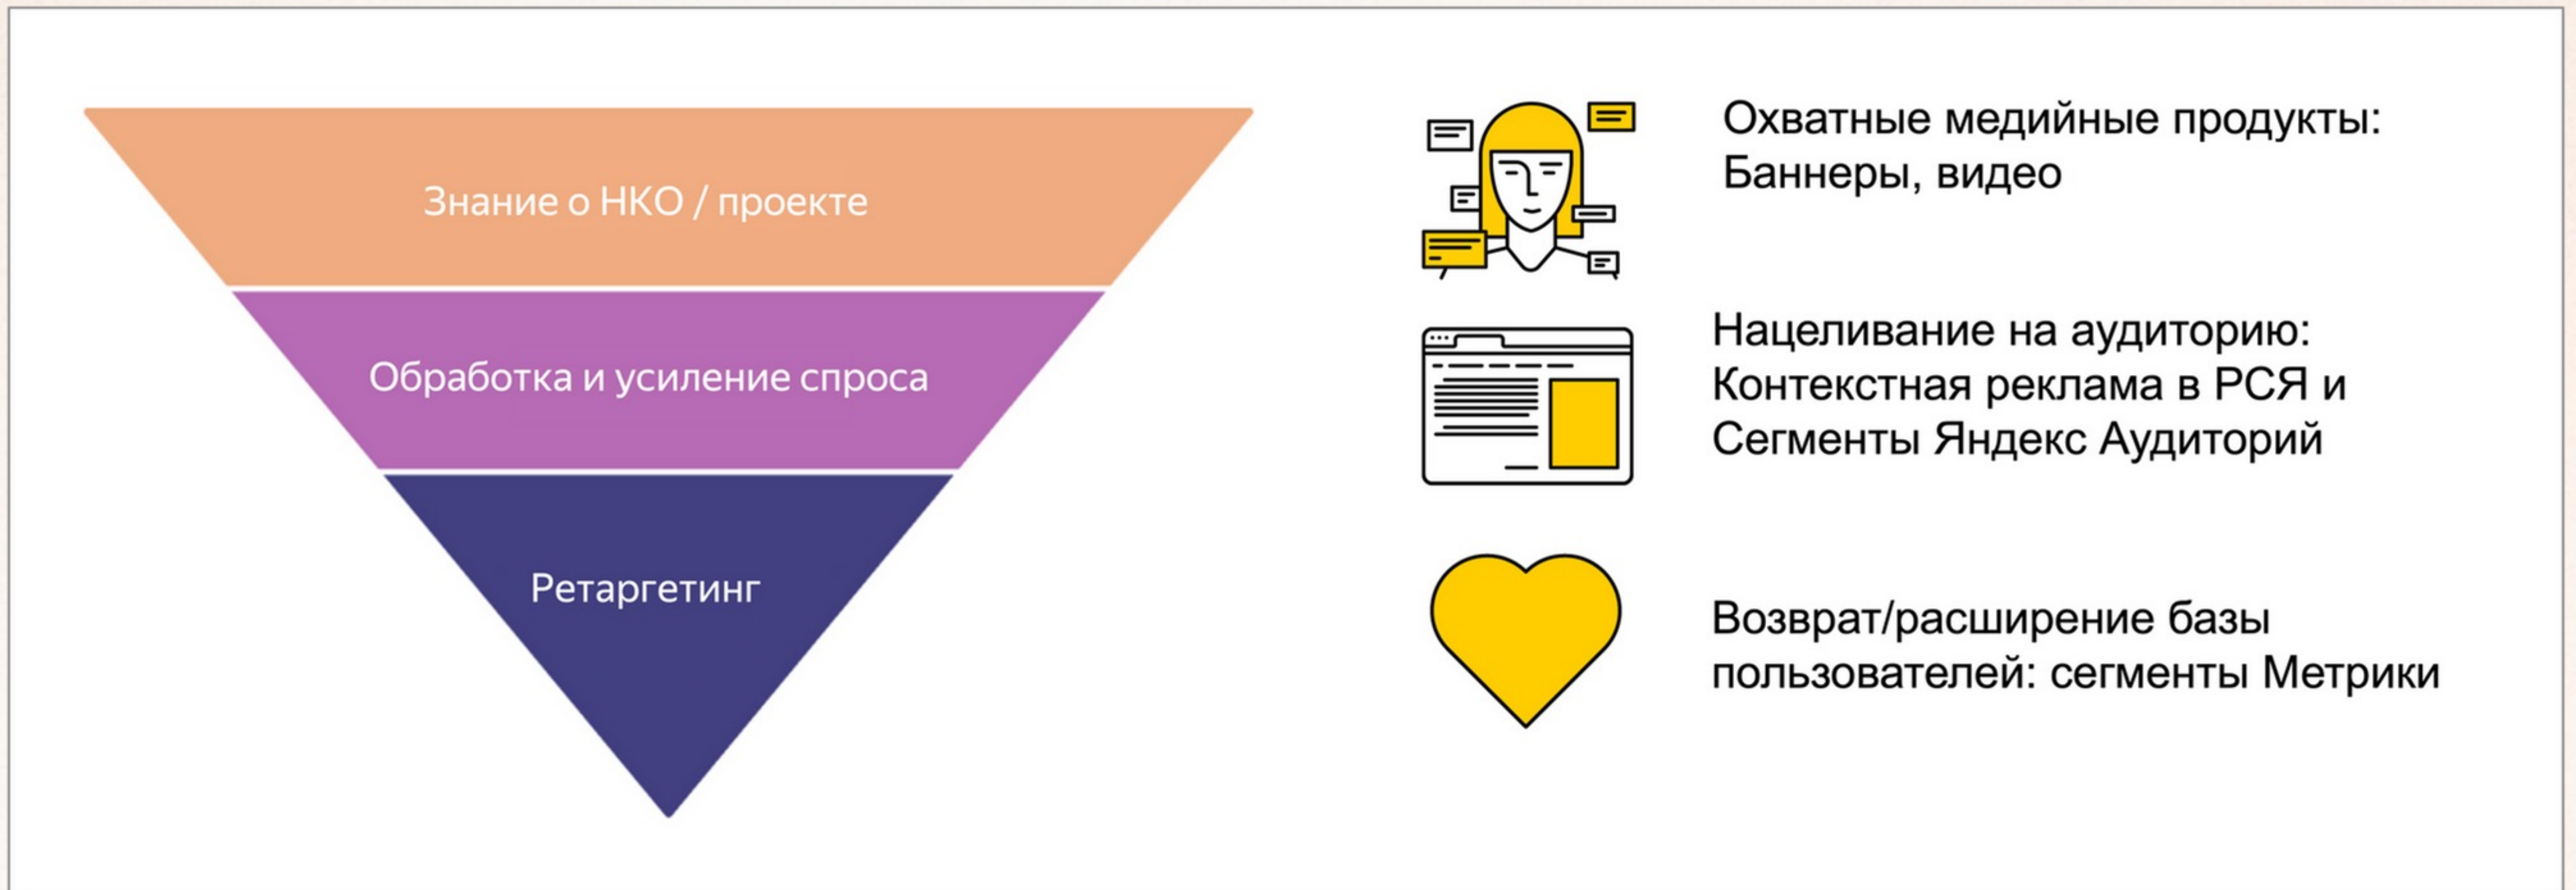 Знание о НКО / проекте
Обработка и усиление спроса
Ретаргетинг
Охватные медийные продукты:
Баннеры, видео
Нацеливание на аудиторию:
Контекстная реклама в РСЯ и
Сегменты Яндекс Аудиторий
Возврат/расширение базы
пользователей: сегменты Метрики